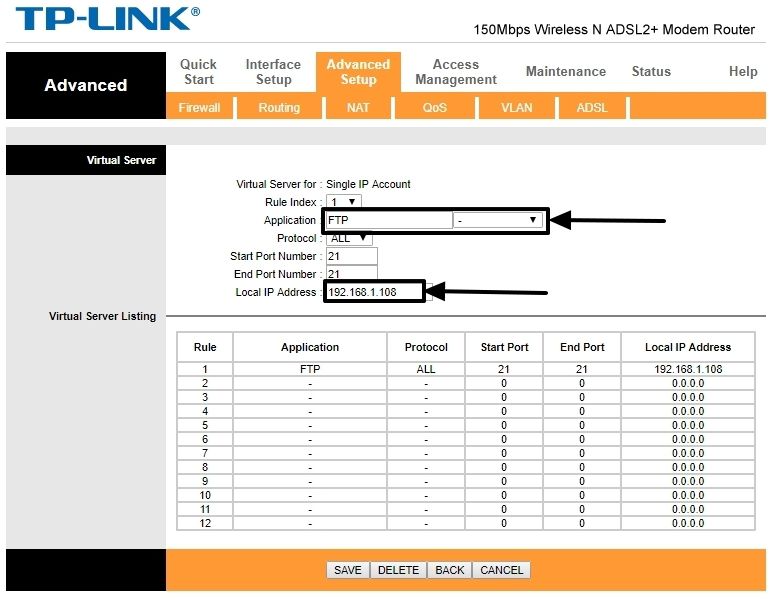 TP-LINK®
150Mbps Wireless N ADSL2+ Modem Router
Advanced
Quick Start
Interface Setup
Advanced Setup
Access Management
Maintenance
Status
Help
Firewall
Routing
NAT
QoS
VLAN
ADSL
Virtual Server
Virtual Server for : Single IP Account
Rule Index : 1
Application : FTP -
Protocol : ALL
Start Port Number : 21
End Port Number : 21
Local IP Address : 192.168.1.108
Virtual Server Listing
Rule Application Protocol Start Port End Port Local IP Address
1 FTP ALL 21 21 192.168.1.108
2 - - 0 0 0.0.0.0
3 - - 0 0 0.0.0.0
4 - - 0 0 0.0.0.0
5 - - 0 0 0.0.0.0
6 - - 0 0 0.0.0.0
7 - - 0 0 0.0.0.0
8 - - 0 0 0.0.0.0
9 - - 0 0 0.0.0.0
10 - - 0 0 0.0.0.0
11 - - 0 0 0.0.0.0
12 - - 0 0 0.0.0.0
SAVE DELETE BACK CANCEL